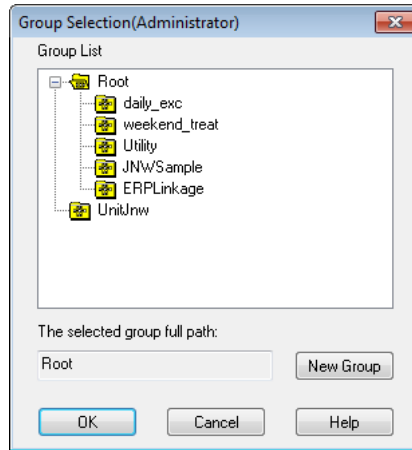 Group Selection(Administrator)
Group List
Root
daily_exc
weekend_treat
Utility
JNWSample
ERPLinkage
UnitJnw
The selected group full path:
Root
New Group
OK
Cancel
Help